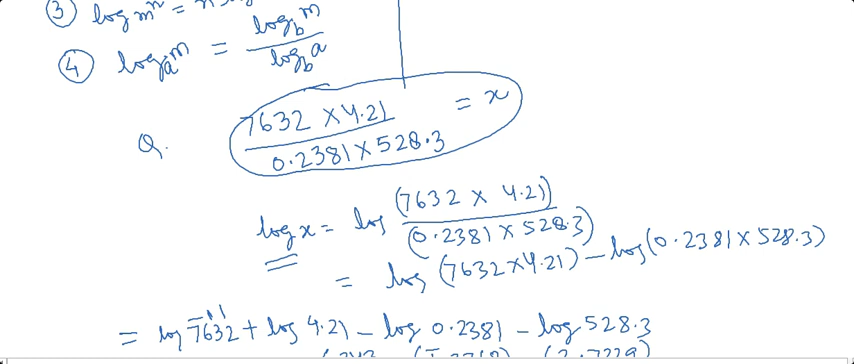 ③ log mⁿ = n
④ logₐm = log_b m / log_b a
Q. 7632 × 4.21 / 0.2381 × 528.3 = x
log x = log (7632 × 4.21) / (0.2381 × 528.3)
= log (7632 × 4.21) − log (0.2381 × 528.3)
= log 7632 + log 4.21 − log 0.2381 − log 528.3